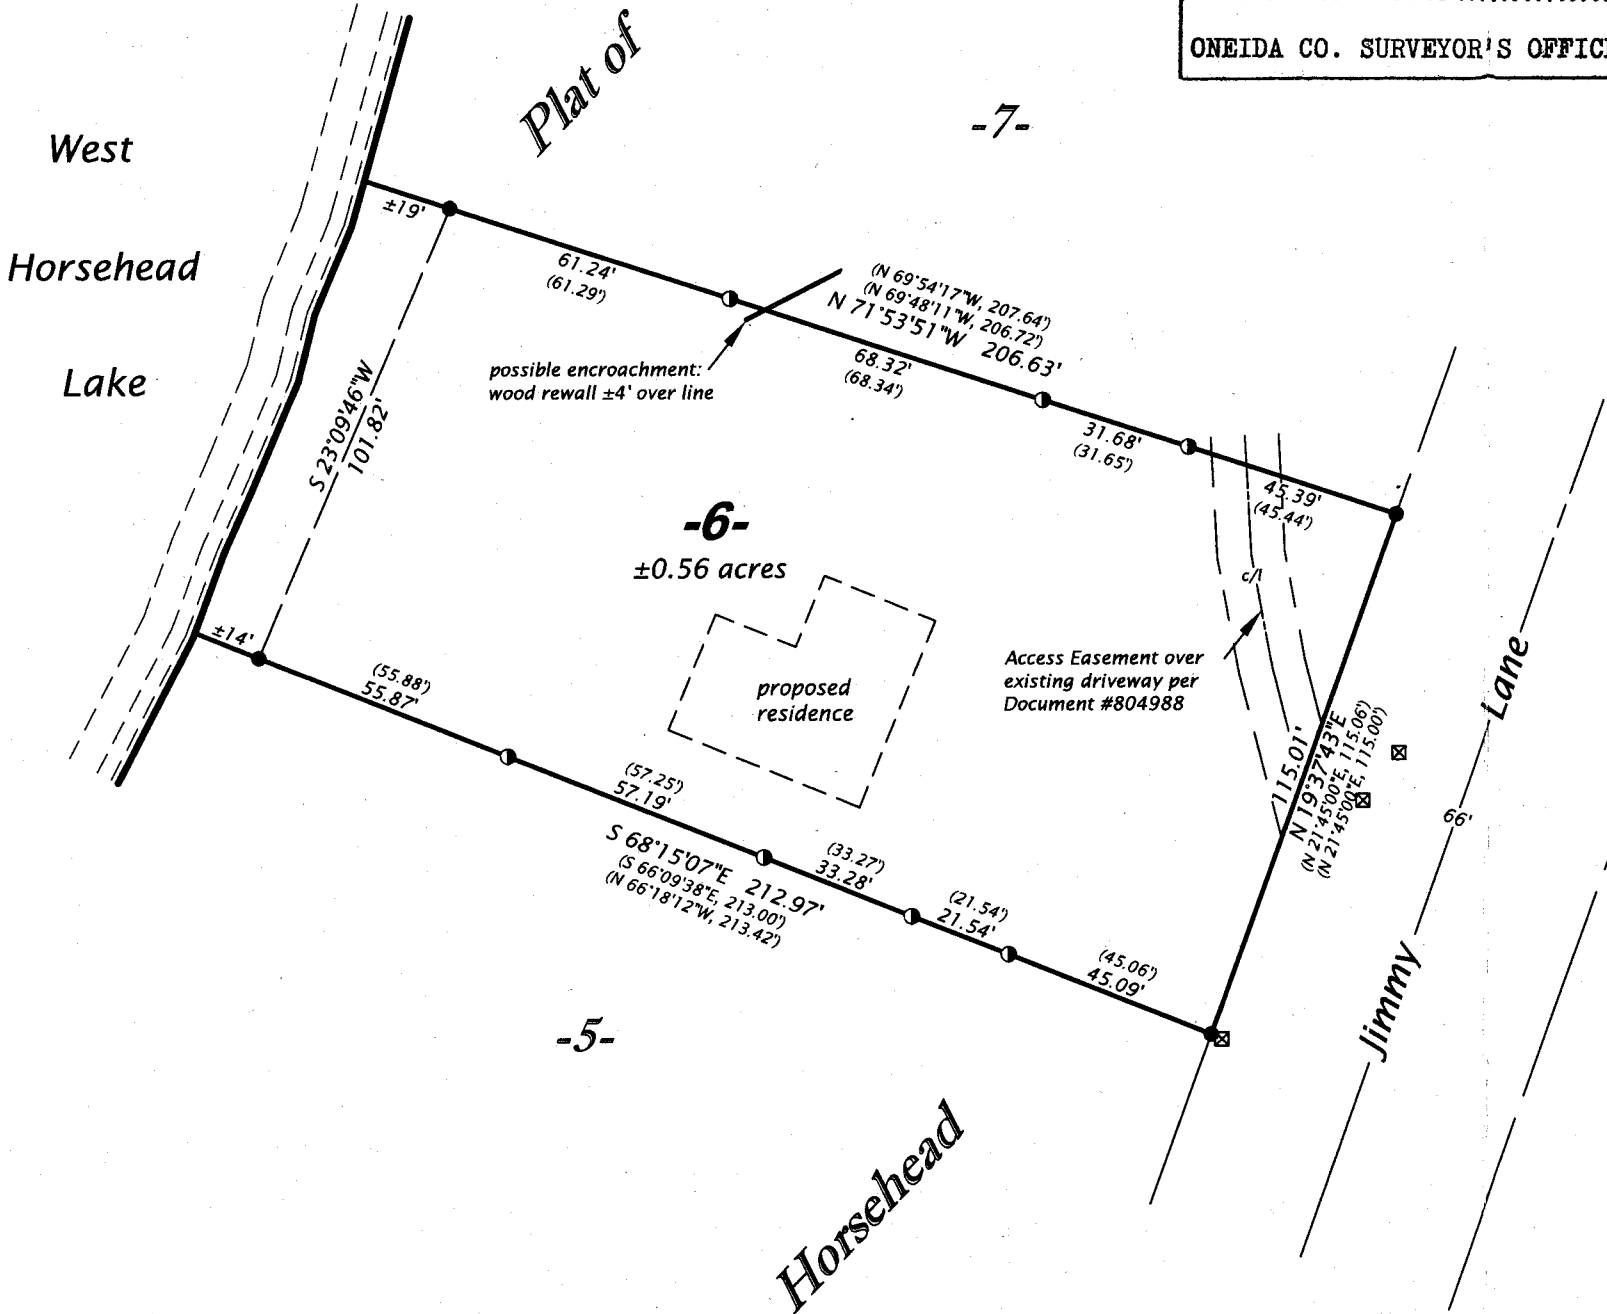 ONEIDA CO. SURVEYOR'S OFFICE
Plat of
-7-
West
Horsehead
Lake
±19'
61.24'
(61.29')
(N 69°54'17"W, 207.64')
(N 69°48'11"W, 206.72')
N 71°53'51"W 206.63'
68.32'
(68.34')
possible encroachment:
wood rewall ±4' over line
31.68'
(31.65')
45.39'
(45.44')
S 23°09'46"W
101.82'
-6-
±0.56 acres
c/l
±14'
(55.88')
55.87'
proposed
residence
Access Easement over
existing driveway per
Document #804988
115.01'
N 19°37'43"E
(N 21°45'00"E, 115.06')
(N 21°45'00"E, 115.00')
Jimmy Lane
66'
(57.25')
57.19'
S 68°15'07"E 212.97'
(S 66°09'38"E, 213.00')
(N 66°18'12"W, 213.42')
(33.27')
33.28'
(21.54')
21.54'
(45.06')
45.09'
-5-
Horsehead